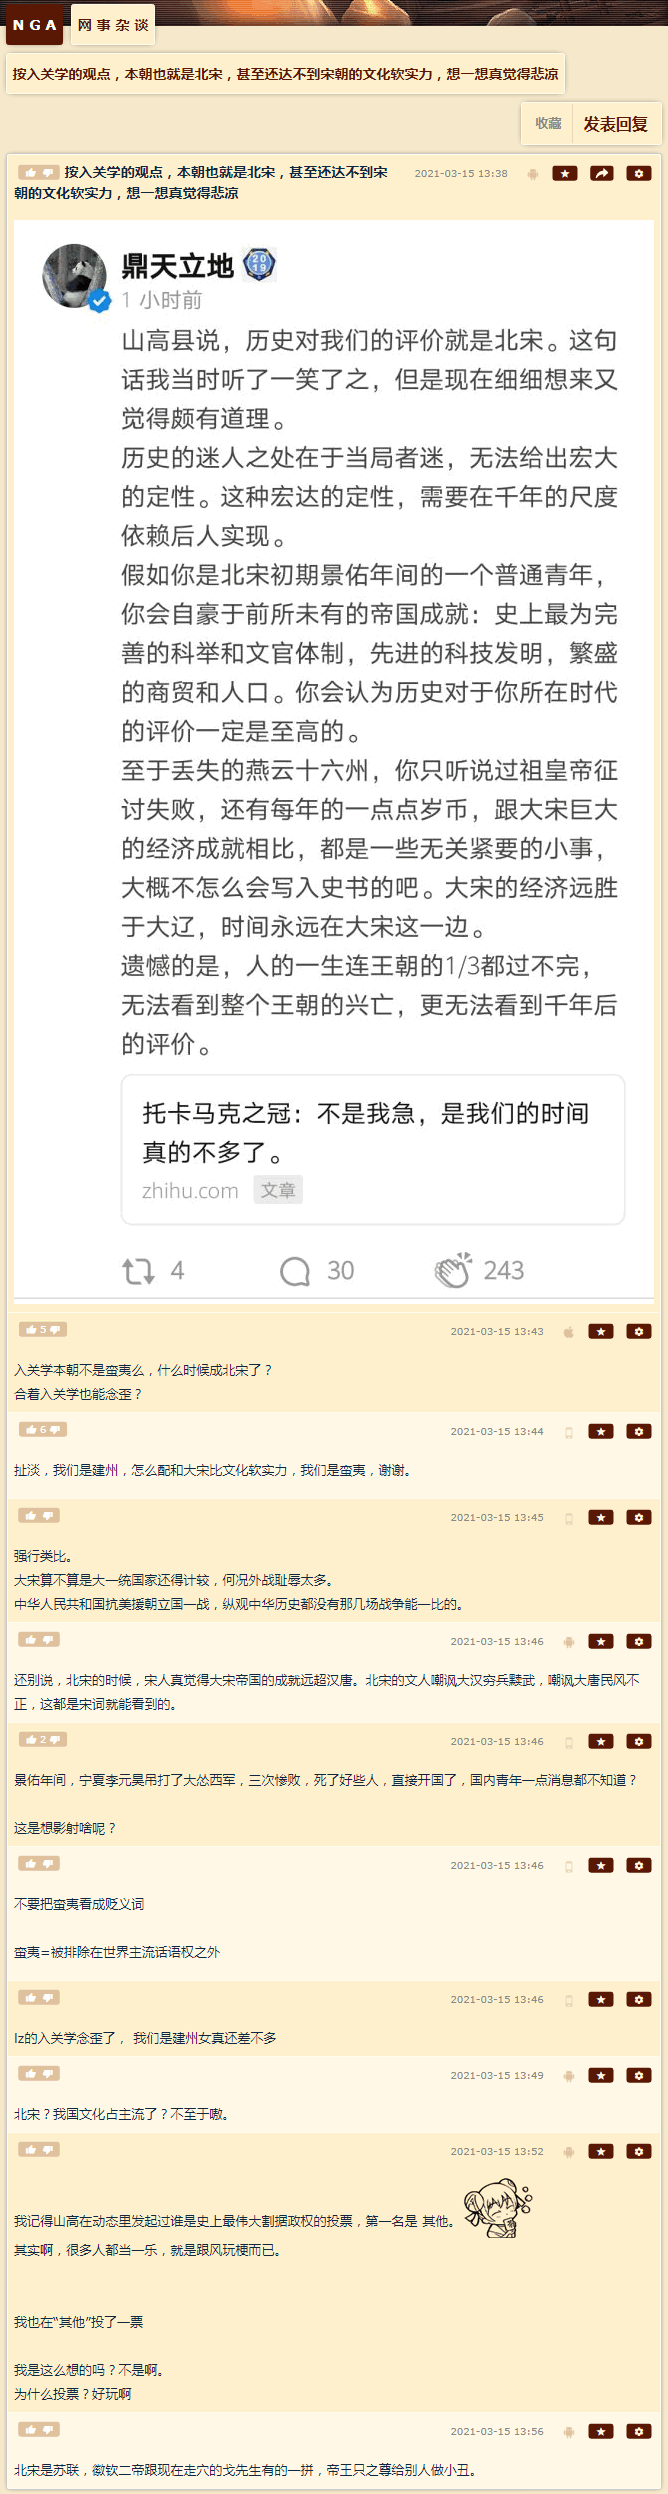 NGA 网事杂谈
按入关学的观点，本朝也就是北宋，甚至还达不到宋朝的文化软实力，想一想真觉得悲凉
收藏 发表回复
按入关学的观点，本朝也就是北宋，甚至还达不到宋
朝的文化软实力，想一想真觉得悲凉
2021-03-15 13:38
鼎天立地 2019
1 小时前
山高县说，历史对我们的评价就是北宋。这句
话我当时听了一笑了之，但是现在细细想来又
觉得颇有道理。
历史的迷人之处在于当局者迷，无法给出宏大
的定性。这种宏达的定性，需要在千年的尺度
依赖后人实现。
假如你是北宋初期景佑年间的一个普通青年，
你会自豪于前所未有的帝国成就：史上最为完
善的科举和文官体制，先进的科技发明，繁盛
的商贸和人口。你会认为历史对于你所在时代
的评价一定是至高的。
至于丢失的燕云十六州，你只听说过祖皇帝征
讨失败，还有每年的一点点岁币，跟大宋巨大
的经济成就相比，都是一些无关紧要的小事，
大概不怎么会写入史书的吧。大宋的经济远胜
于大辽，时间永远在大宋这一边。
遗憾的是，人的一生连王朝的1/3都过不完，
无法看到整个王朝的兴亡，更无法看到千年后
的评价。
托卡马克之冠：不是我急，是我们的时间
真的不多了。
zhihu.com 文章
4 30 243
5 2021-03-15 13:43
入关学本朝不是蛮夷么，什么时候成北宋了？
合着入关学也能念歪？
6 2021-03-15 13:44
扯淡，我们是建州，怎么配和大宋比文化软实力，我们是蛮夷，谢谢。
2021-03-15 13:45
强行类比。
大宋算不算是大一统国家还得计较，何况外战耻辱太多。
中华人民共和国抗美援朝立国一战，纵观中华历史都没有那几场战争能一比的。
2021-03-15 13:46
还别说，北宋的时候，宋人真觉得大宋帝国的成就远超汉唐。北宋的文人嘲讽大汉穷兵黩武，嘲讽大唐民风不
正，这都是宋词就能看到的。
2 2021-03-15 13:46
景佑年间，宁夏李元昊吊打了大怂西军，三次惨败，死了好些人，直接开国了，国内青年一点消息都不知道？
这是想影射啥呢？
2021-03-15 13:46
不要把蛮夷看成贬义词
蛮夷=被排除在世界主流话语权之外
2021-03-15 13:46
lz的入关学念歪了， 我们是建州女真还差不多
2021-03-15 13:49
北宋？我国文化占主流了？不至于嗷。
2021-03-15 13:52
我记得山高在动态里发起过谁是史上最伟大割据政权的投票，第一名是 其他。
其实啊，很多人都当一乐，就是跟风玩梗而已。
我也在“其他”投了一票
我是这么想的吗？不是啊。
为什么投票？好玩啊
2021-03-15 13:56
北宋是苏联，徽钦二帝跟现在走穴的戈先生有的一拼，帝王只之尊给别人做小丑。